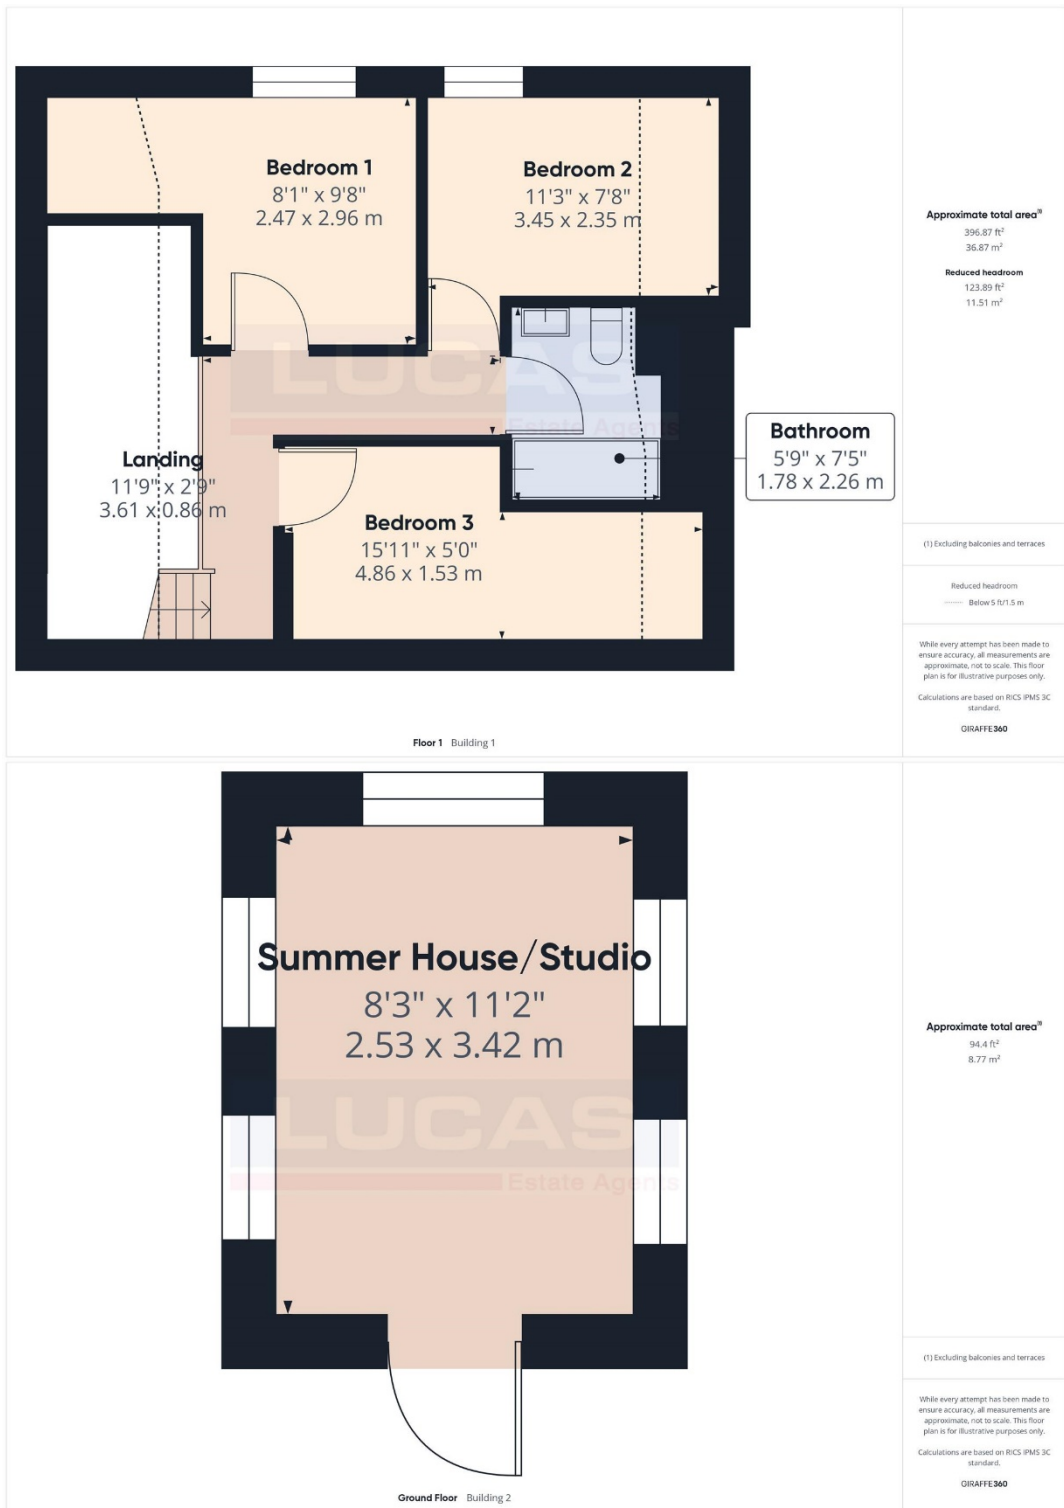 Bedroom 1
8'1" x 9'8"
2.47 x 2.96 m
Bedroom 2
11'3" x 7'8"
3.45 x 2.35 m
LUCAS
Estate Agents
Landing
11'9" x 2'9"
3.61 x 0.86 m
Bathroom
5'9" x 7'5"
1.78 x 2.26 m
Bedroom 3
15'11" x 5'0"
4.86 x 1.53 m
Floor 1 Building 1
Approximate total area(1)
396.87 ft²
36.87 m²
Reduced headroom
123.89 ft²
11.51 m²
(1) Excluding balconies and terraces
Reduced headroom
Below 5 ft/1.5 m
While every attempt has been made to
ensure accuracy, all measurements are
approximate, not to scale. This floor
plan is for illustrative purposes only.
Calculations are based on RICS IPMS 3C
standard.
GIRAFFE360
Summer House/Studio
8'3" x 11'2"
2.53 x 3.42 m
LUCAS
Estate Agents
Ground Floor Building 2
Approximate total area(1)
94.4 ft²
8.77 m²
(1) Excluding balconies and terraces
While every attempt has been made to
ensure accuracy, all measurements are
approximate, not to scale. This floor
plan is for illustrative purposes only.
Calculations are based on RICS IPMS 3C
standard.
GIRAFFE360